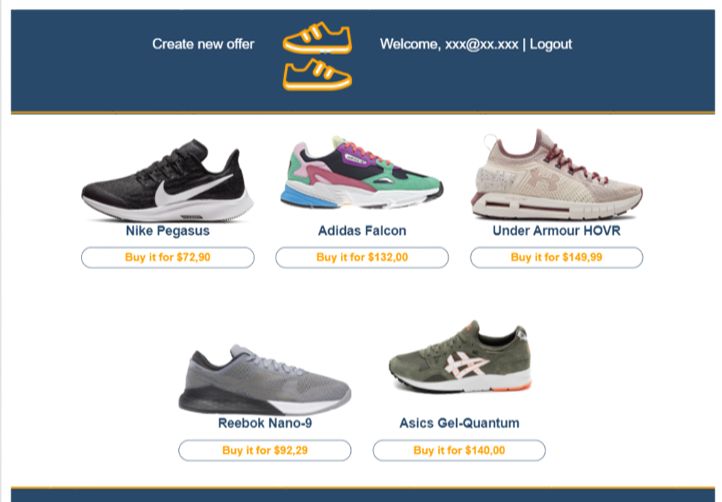 Create new offer
Welcome, xxx@xx.xxx | Logout
Nike Pegasus
Adidas Falcon
Under Armour HOVR
Buy it for $72,90
Buy it for $132,00
Buy it for $149,99
Reebok Nano-9
Asics Gel-Quantum
Buy it for $92,29
Buy it for $140,00